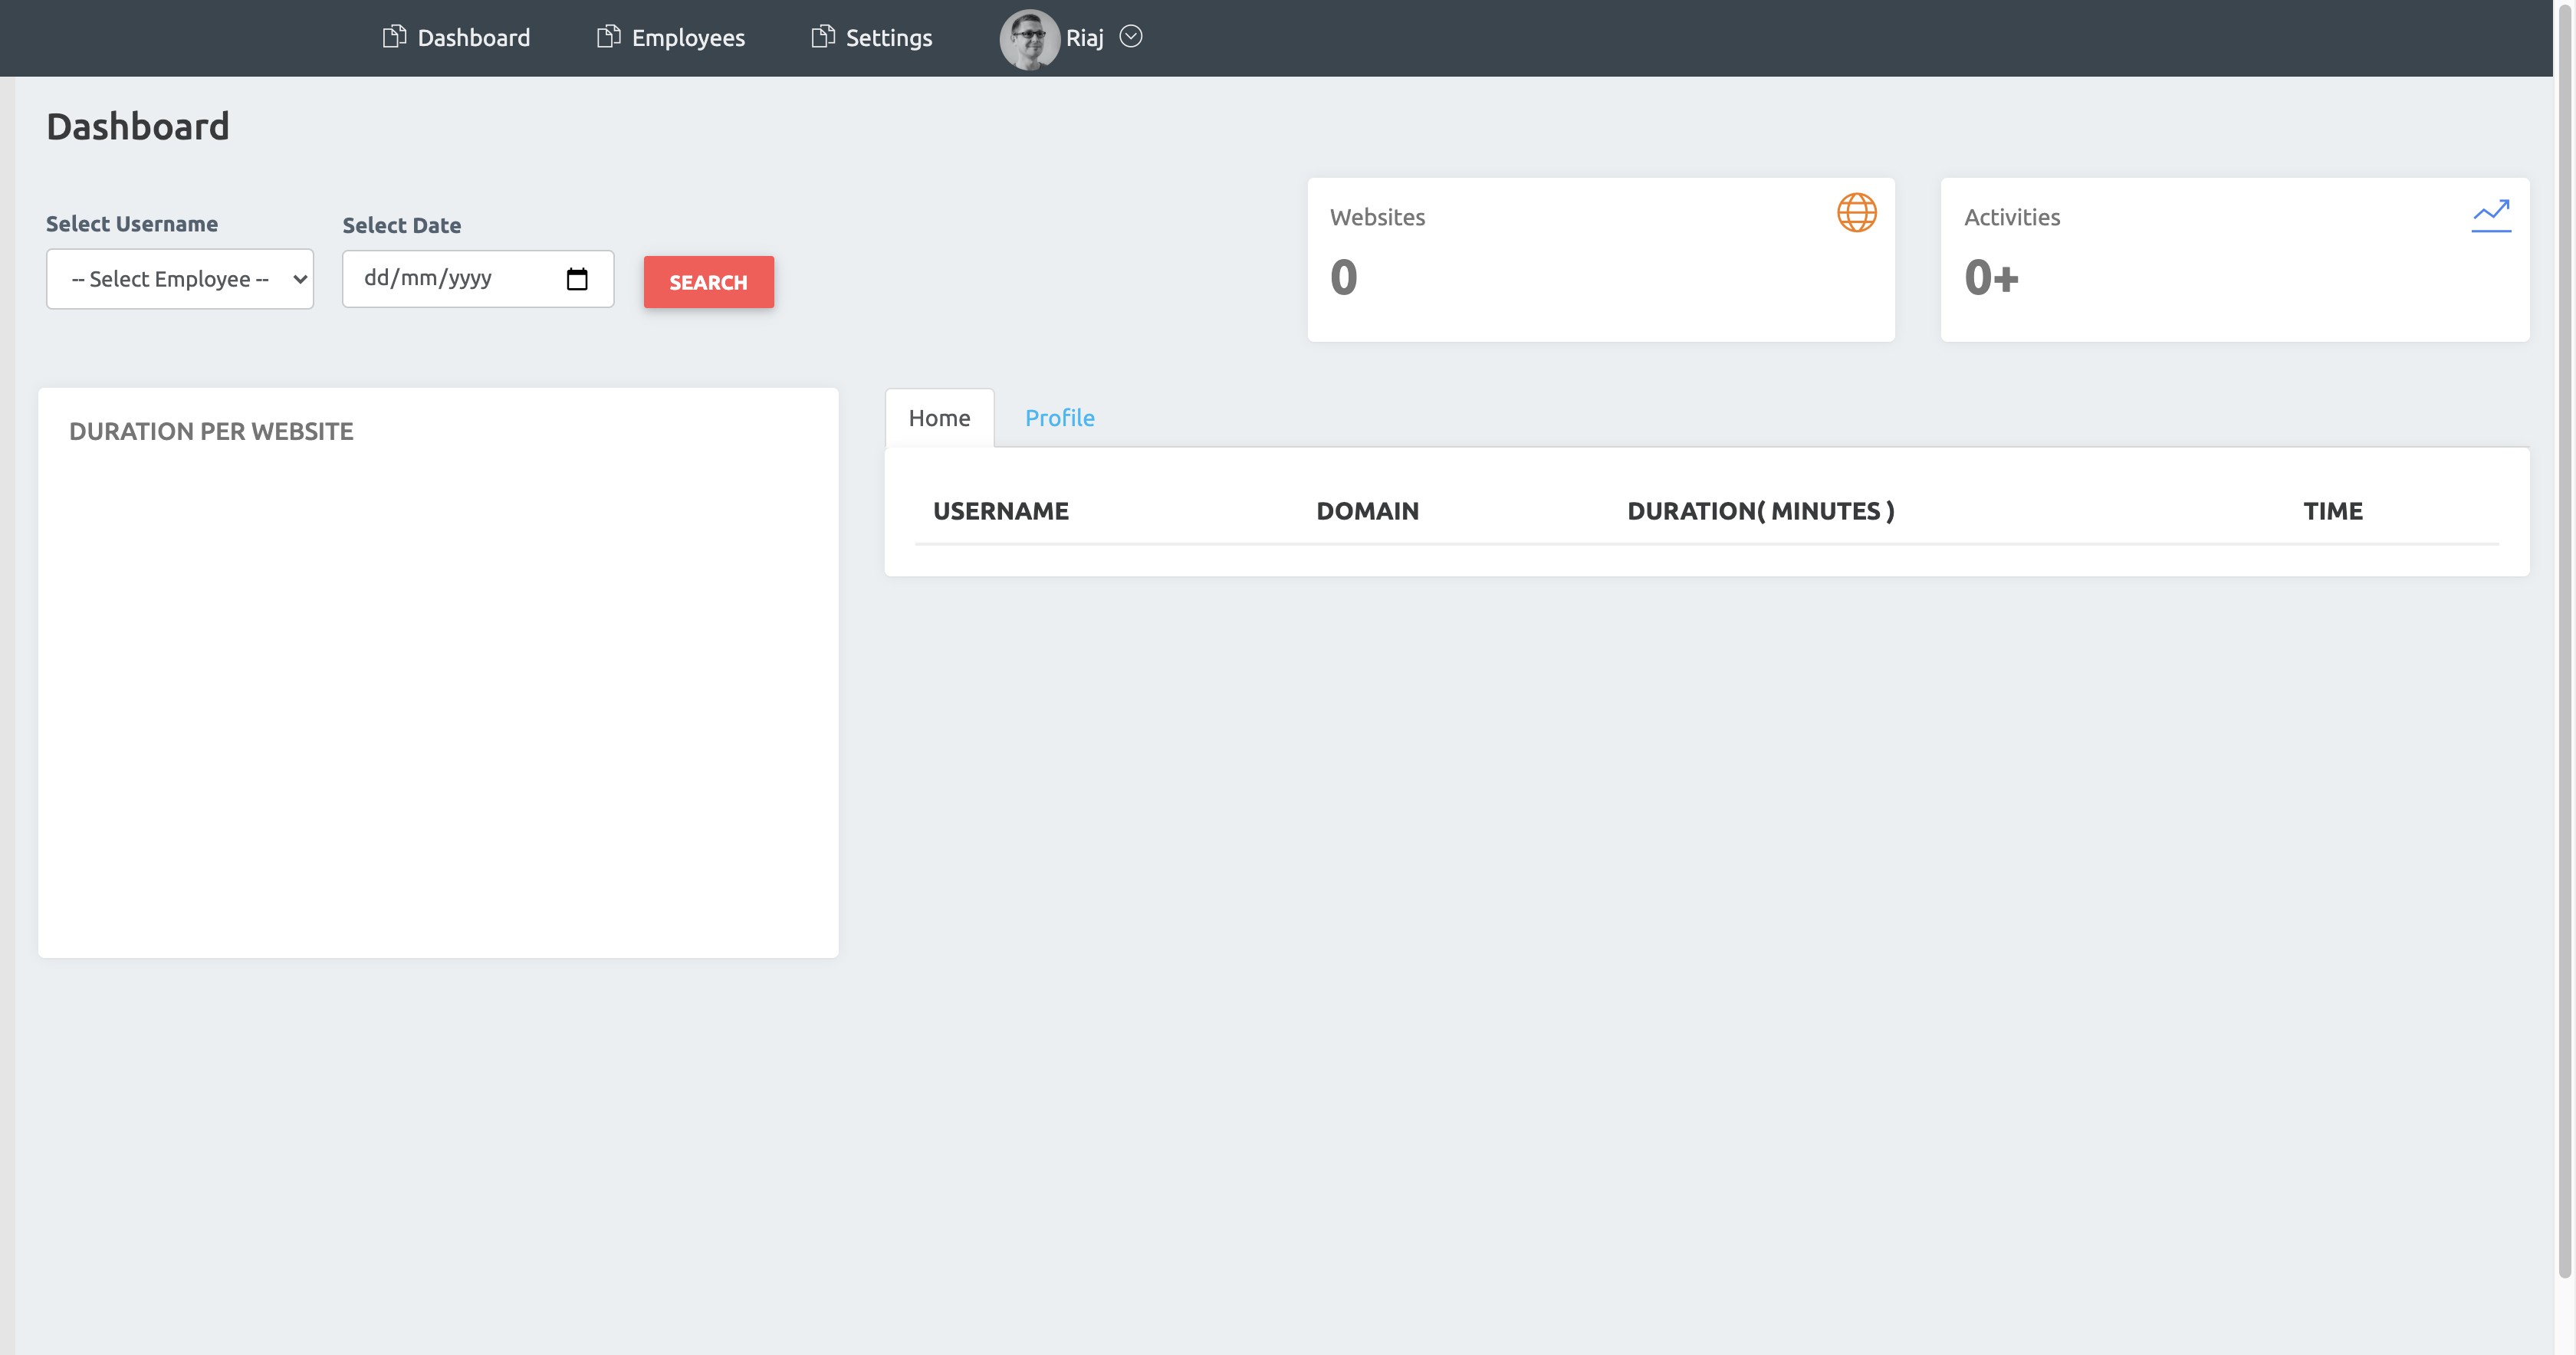 Dashboard Employees Settings Riaj
Dashboard
Select Username
-- Select Employee --
Select Date
dd/mm/yyyy
SEARCH
Websites
0
Activities
0+
DURATION PER WEBSITE
Home Profile
USERNAME DOMAIN DURATION( MINUTES ) TIME